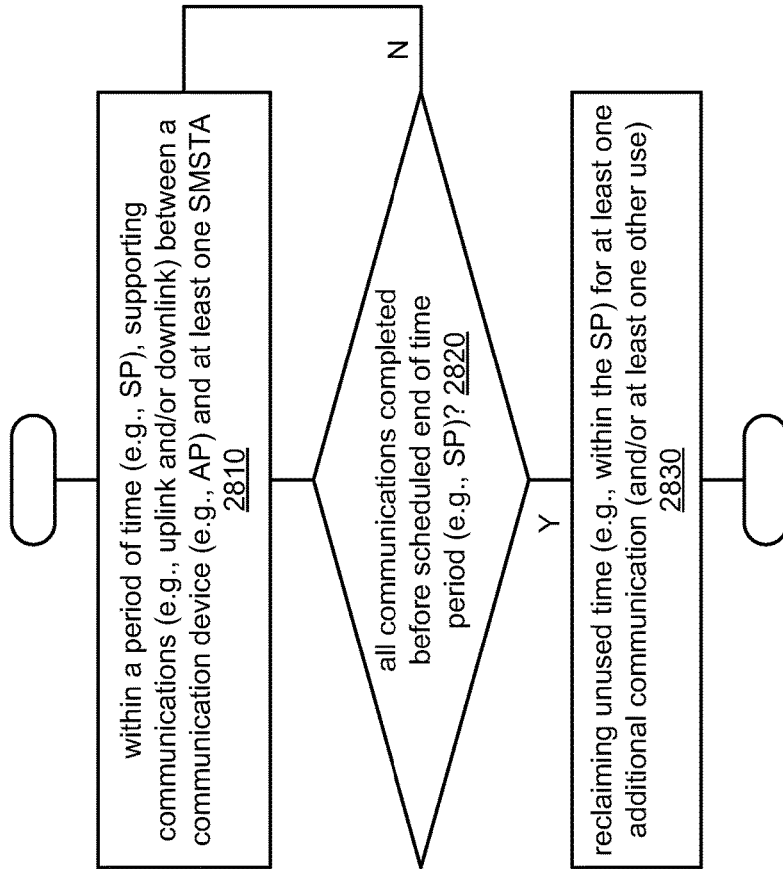 within a period of time (e.g., SP), supporting
communications (e.g., uplink and/or downlink) between a
communication device (e.g., AP) and at least one SMSTA
2810
all communications completed
before scheduled end of time
period (e.g., SP)? 2820
N
Y
reclaiming unused time (e.g., within the SP) for at least one
additional communication (and/or at least one other use)
2830